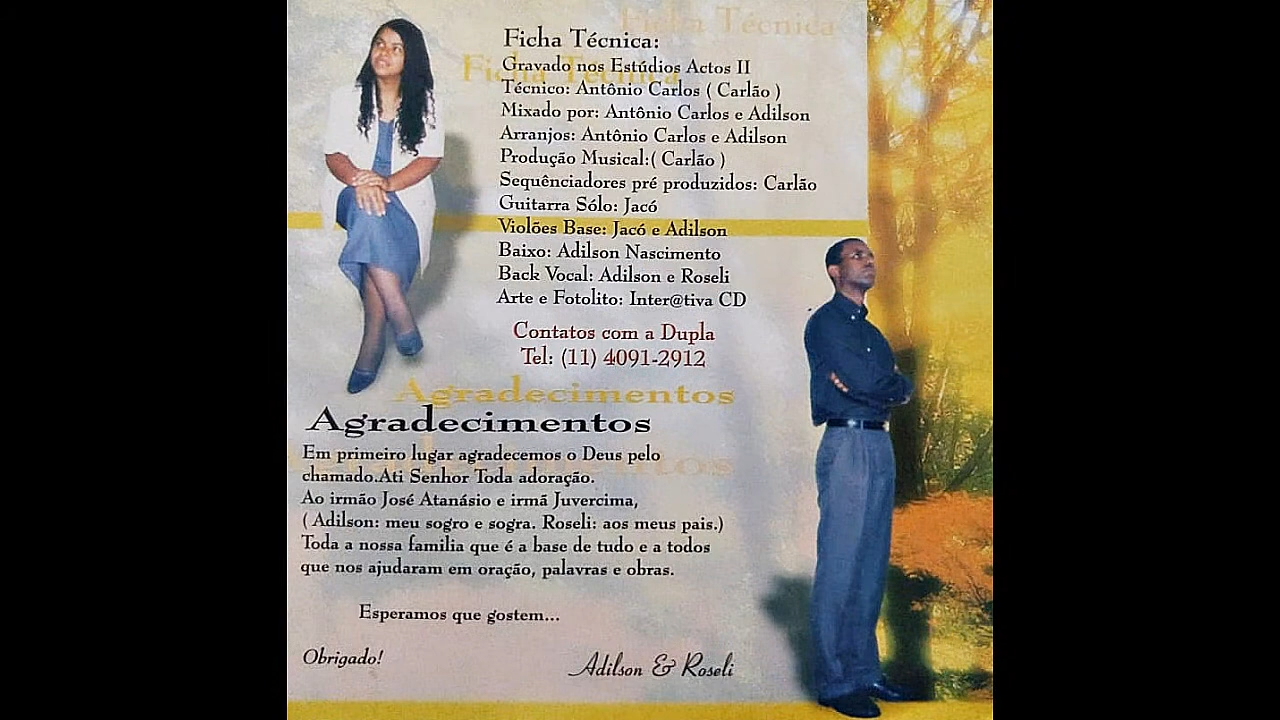 Ficha Técnica
Ficha Técnica
Ficha Técnica:
Gravado nos Estúdios Actos II
Técnico: Antônio Carlos ( Carlão )
Mixado por: Antônio Carlos e Adilson
Arranjos: Antônio Carlos e Adilson
Produção Musical:( Carlão )
Sequênciadores pré produzidos: Carlão
Guitarra Sólo: Jacó
Violões Base: Jacó e Adilson
Baixo: Adilson Nascimento
Back Vocal: Adilson e Roseli
Arte e Fotolito: Inter@tiva CD
Contatos com a Dupla
Tel: (11) 4091-2912
Agradecimentos
Agradecimentos
Agradecimentos
Em primeiro lugar agradecemos o Deus pelo
chamado.Ati Senhor Toda adoração.
Ao irmão José Atanásio e irmã Juvercima,
( Adilson: meu sogro e sogra. Roseli: aos meus pais.)
Toda a nossa familia que é a base de tudo e a todos
que nos ajudaram em oração, palavras e obras.
Esperamos que gostem...
Obrigado!
Adilson & Roseli